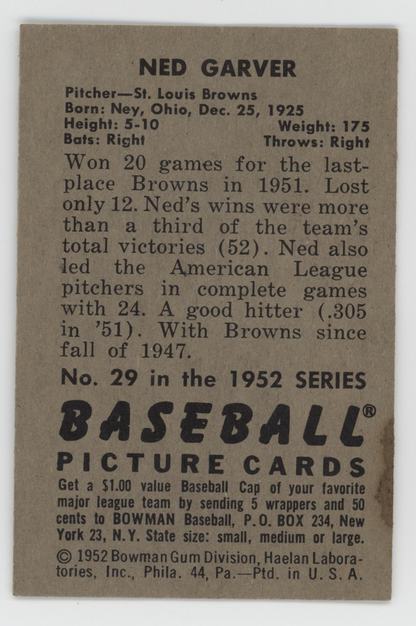 NED GARVER
Pitcher—St. Louis Browns
Born: Ney, Ohio, Dec. 25, 1925
Height: 5-10 Weight: 175
Bats: Right Throws: Right
Won 20 games for the last-
place Browns in 1951. Lost
only 12. Ned's wins were more
than a third of the team's
total victories (52). Ned also
led the American League
pitchers in complete games
with 24. A good hitter (.305
in '51). With Browns since
fall of 1947.
No. 29 in the 1952 SERIES
BASEBALL®
PICTURE CARDS
Get a $1.00 value Baseball Cap of your favorite
major league team by sending 5 wrappers and 50
cents to BOWMAN Baseball, P.O. BOX 234, New
York 23, N.Y. State size: small, medium or large.
© 1952 Bowman Gum Division, Haelan Labora-
tories, Inc., Phila. 44, Pa.—Ptd. in U. S. A.